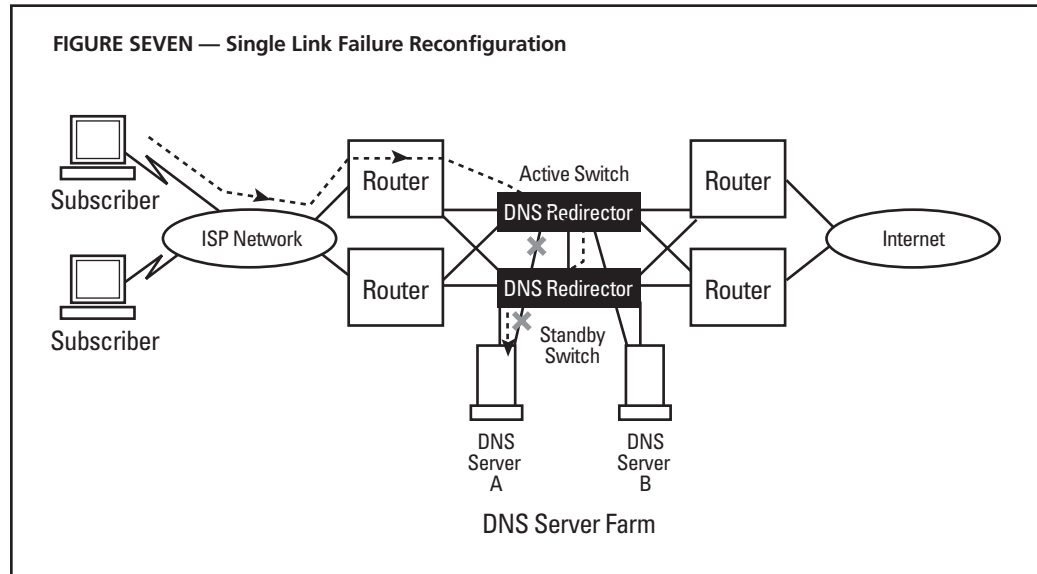 FIGURE SEVEN — Single Link Failure Reconfiguration
Subscriber
Subscriber
ISP Network
Router
Router
Active Switch
DNS Redirector
DNS Redirector
Standby
Switch
Router
Router
Internet
DNS
Server
A
DNS
Server
B
DNS Server Farm